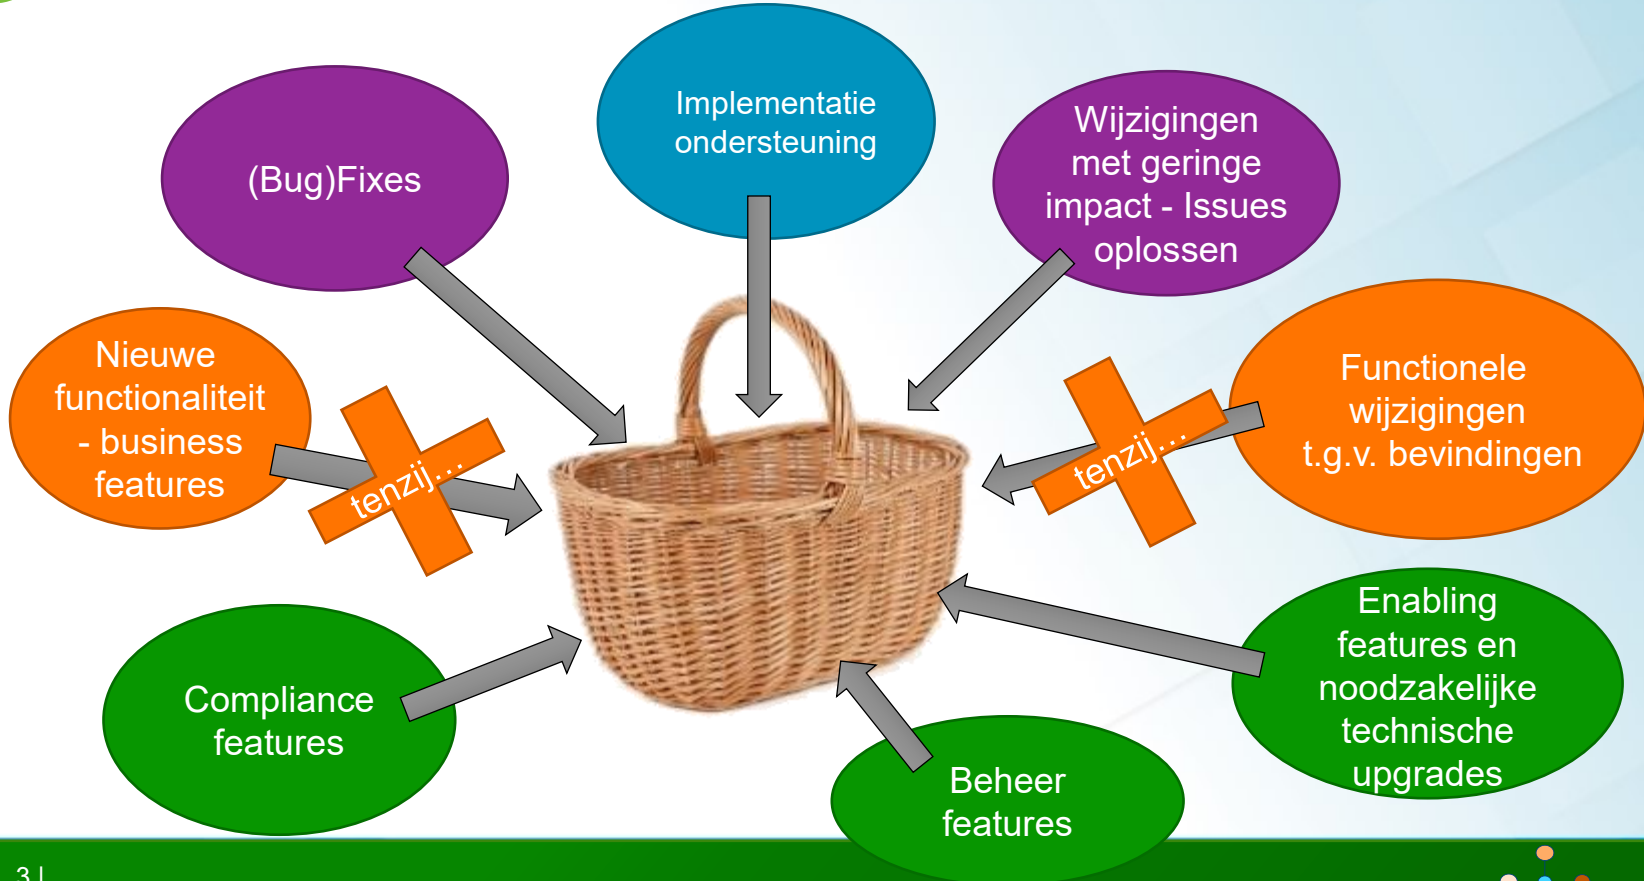 Implementatie
ondersteuning
(Bug)Fixes
Wijzigingen
met geringe
impact - Issues
oplossen
Nieuwe
functionaliteit
- business
features
tenzij...
Functionele
wijzigingen
t.g.v. bevindingen
tenzij...
Compliance
features
Enabling
features en
noodzakelijke
technische
upgrades
Beheer
features
3 |